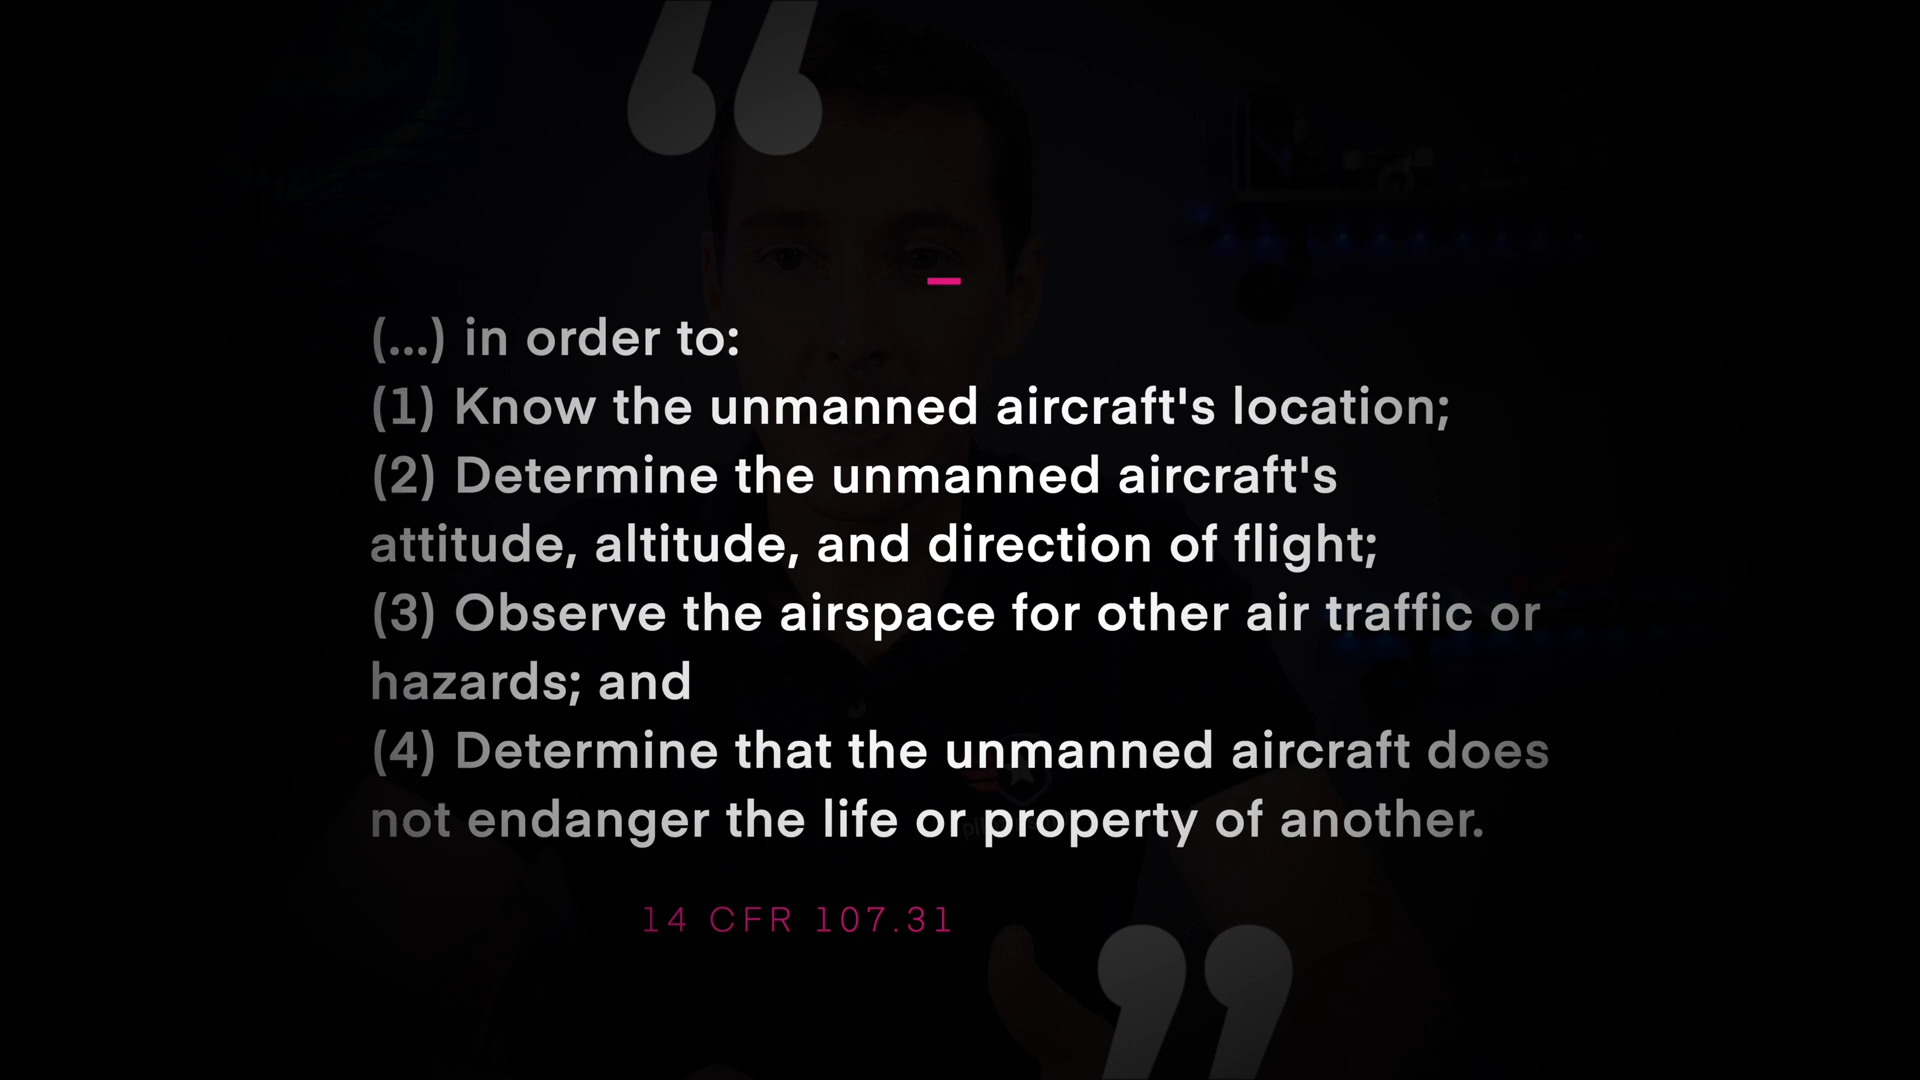 (...) in order to:
(1) Know the unmanned aircraft's location;
(2) Determine the unmanned aircraft's
attitude, altitude, and direction of flight;
(3) Observe the airspace for other air traffic or
hazards; and
(4) Determine that the unmanned aircraft does
not endanger the life or property of another.
14 CFR 107.31